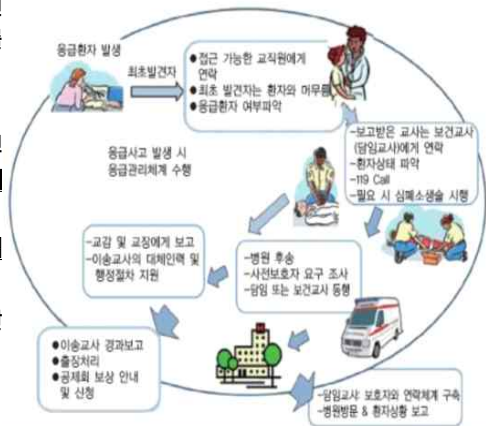 응급환자 발생
최초발견자
●접근 가능한 교직원에게
연락
●최초 발견자는 환자와 머무름
●응급환자 여부파악
-보고받은 교사는 보건교사
(담임교사)에게 연락
-환자상태 파악
-119 Call
-필요 시 심폐소생술 시행
응급사고 발생 시
응급관리체계 수행
-교감 및 교장에게 보고
-이송교사의 대체인력 및
행정절차 지원
-병원 후송
-사전보호자 요구 조사
-담임 또는 보건교사 동행
●이송교사 경과보고
●출장처리
●공제회 보상 안내
및 신청
-담임교사: 보호자와 연락체계 구축
-병원방문 & 환자상황 보고